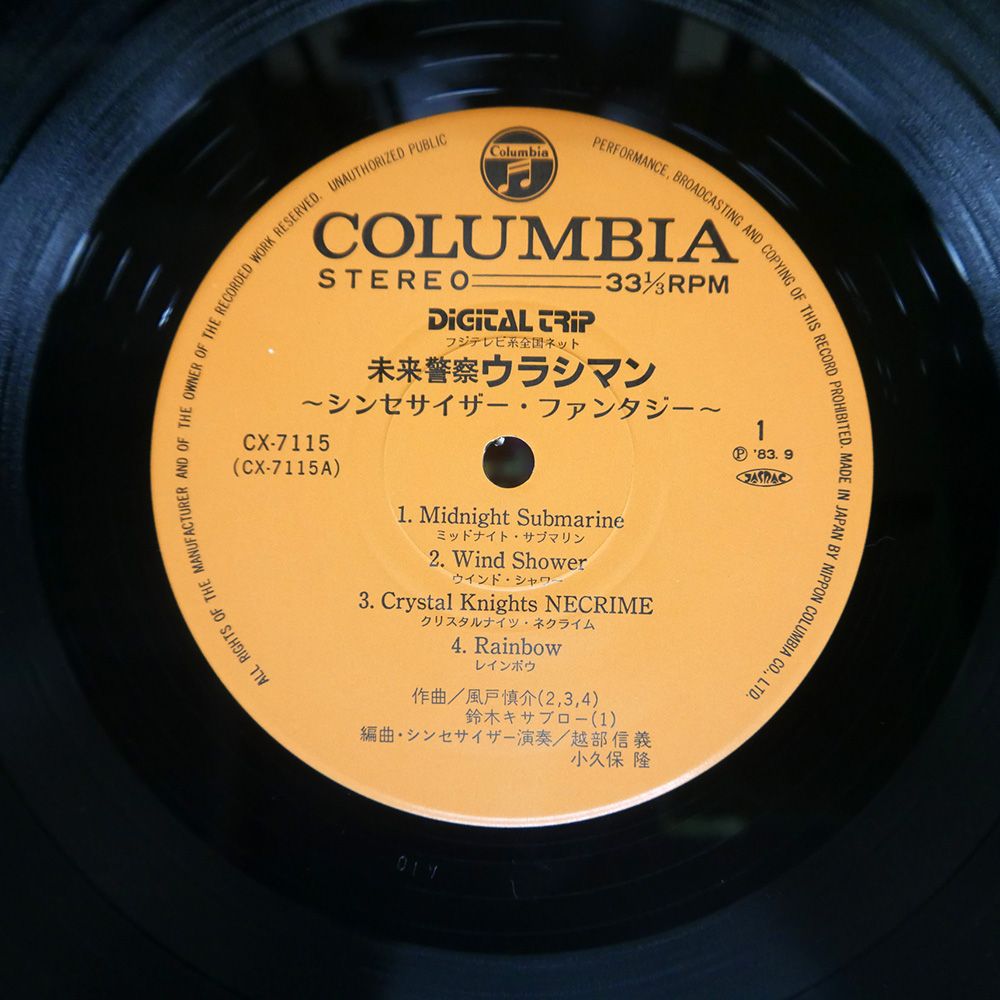 ALL RIGHTS OF THE MANUFACTURER AND OF THE OWNER OF THE RECORDED WORK RESERVED. UNAUTHORIZED PUBLIC PERFORMANCE, BROADCASTING AND COPYING OF THIS RECORD PROHIBITED. MADE IN JAPAN BY NIPPON COLUMBIA CO., LTD.
Columbia
COLUMBIA
STEREO 33 1/3 RPM
DIGITAL TRIP
フジテレビ系全国ネット
未来警察ウラシマン
～シンセサイザー・ファンタジー～
CX-7115
(CX-7115A)
1
Ⓟ '83. 9
JASRAC
1. Midnight Submarine
ミッドナイト・サブマリン
2. Wind Shower
ウインド・シャワー
3. Crystal Knights NECRIME
クリスタルナイツ・ネクライム
4. Rainbow
レインボウ
作曲／風戸慎介(2,3,4)
鈴木キサブロー(1)
編曲・シンセサイザー演奏／越部信義
小久保 隆